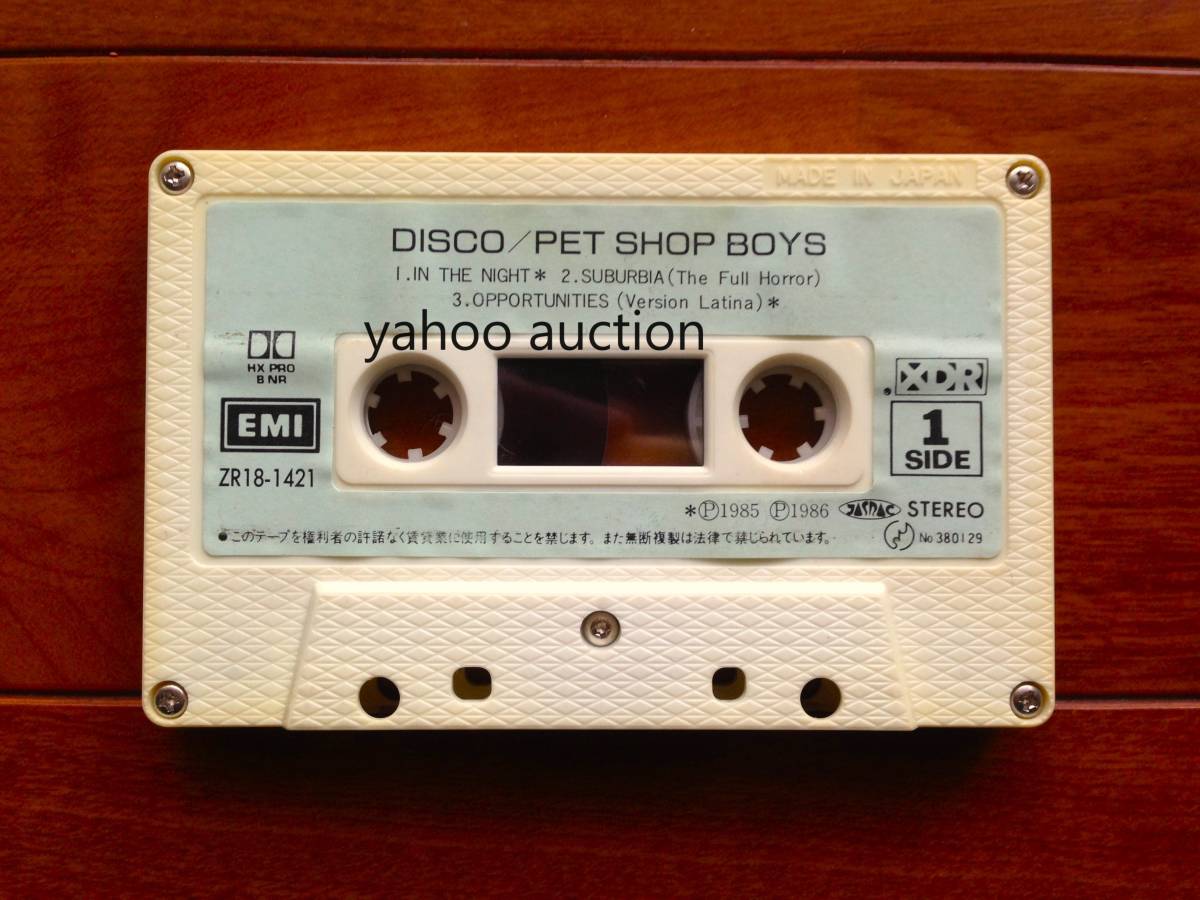 MADE IN JAPAN
DISCO/PET SHOP BOYS
1.IN THE NIGHT* 2.SUBURBIA(The Full Horror)
3.OPPORTUNITIES (Version Latina)*
yahoo auction
HX PRO
B NR
XDR
EMI
1
SIDE
ZR18-1421
*Ⓟ1985 Ⓟ1986 JASRAC STEREO
●このテープを権利者の許諾なく賃貸業に使用することを禁じます。また無断複製は法律で禁じられています。
No 380129